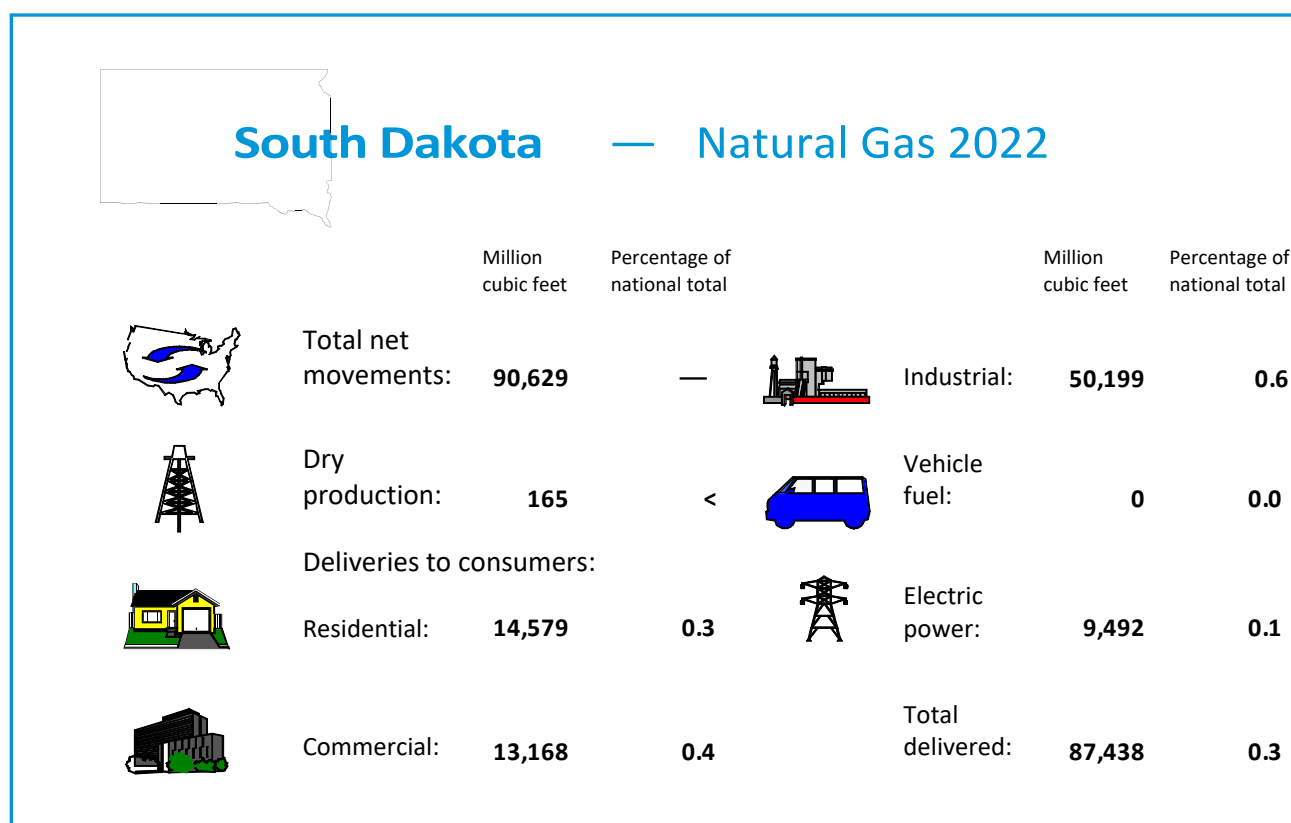 South Dakota — Natural Gas 2022
Million Percentage of Million Percentage of
cubic feet national total cubic feet national total
Total net
movements: 90,629 — Industrial: 50,199 0.6
Dry
production: 165 <
Vehicle
fuel: 0 0.0
Deliveries to consumers:
Residential: 14,579 0.3
Electric
power: 9,492 0.1
Commercial: 13,168 0.4
Total
delivered: 87,438 0.3